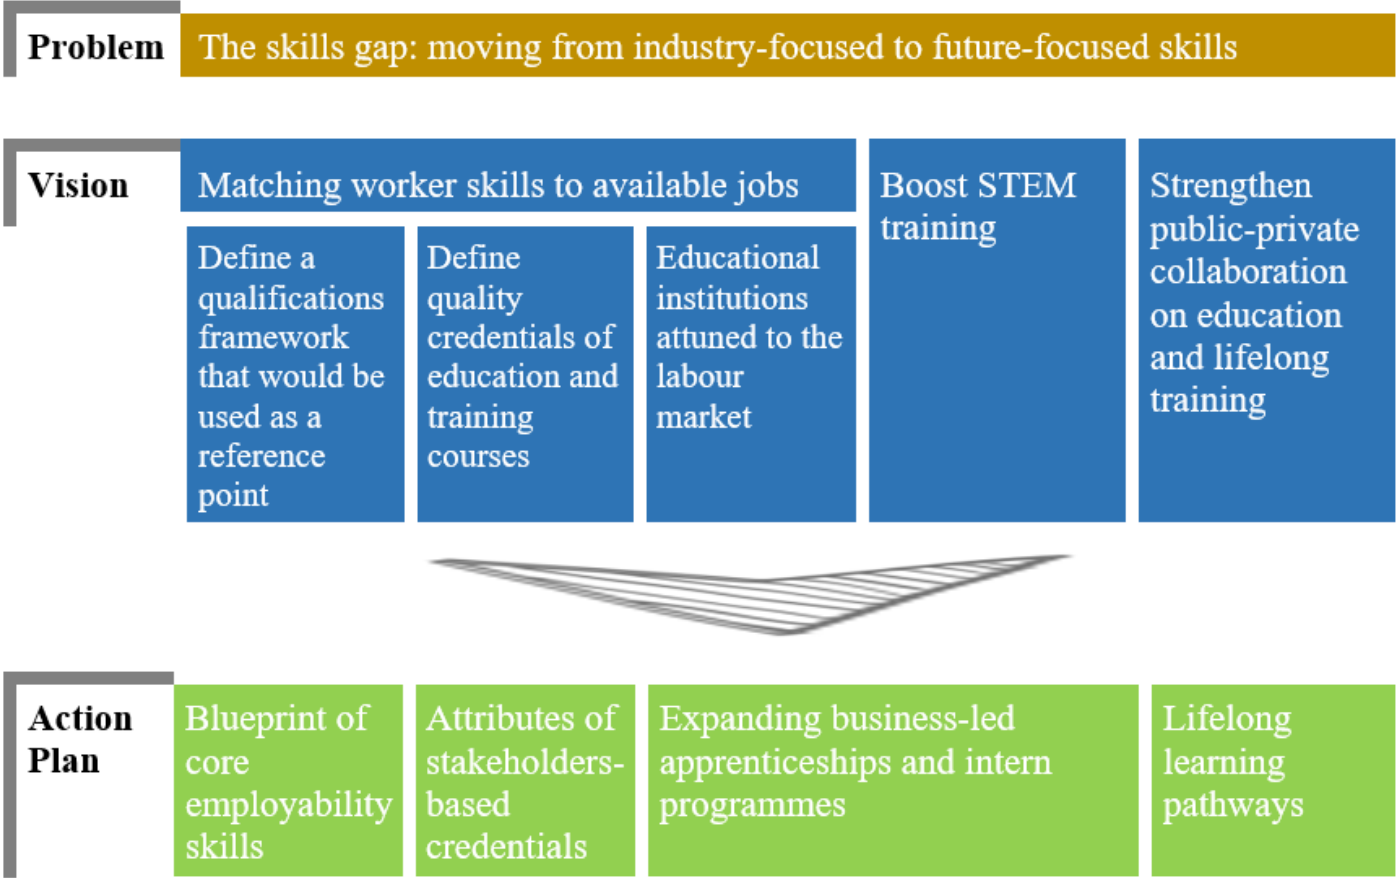 Problem
The skills gap: moving from industry-focused to future-focused skills
Vision
Matching worker skills to available jobs
Define a
qualifications
framework
that would be
used as a
reference
point
Define
quality
credentials of
education and
training
courses
Educational
institutions
attuned to the
labour
market
Boost STEM
training
Strengthen
public-private
collaboration
on education
and lifelong
training
Action
Plan
Blueprint of
core
employability
skills
Attributes of
stakeholders-
based
credentials
Expanding business-led
apprenticeships and intern
programmes
Lifelong
learning
pathways